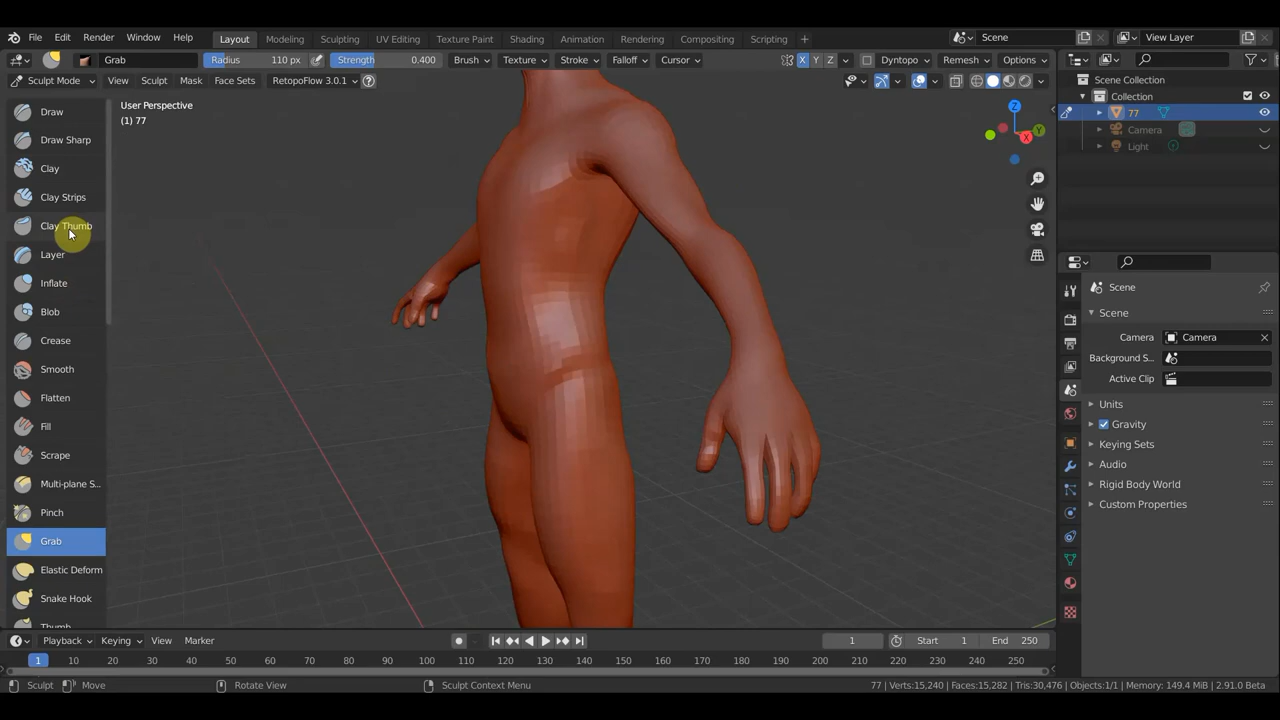 File Edit Render Window Help Layout Modeling Sculpting UV Editing Texture Paint Shading Animation Rendering Compositing Scripting + Scene View Layer
Grab Radius 110 px Strength 0.400 Brush Texture Stroke Falloff Cursor X Y Z Dyntopo Remesh Options
Sculpt Mode View Sculpt Mask Face Sets RetopoFlow 3.0.1 ?
Scene Collection
Collection
77
Camera
Light
User Perspective
(1) 77
Z
Y
X
Draw
Draw Sharp
Clay
Clay Strips
Clay Thumb
Layer
Inflate
Blob
Crease
Smooth
Flatten
Fill
Scrape
Multi-plane S...
Pinch
Grab
Elastic Deform
Snake Hook
Thumb
Scene
Scene
Camera Camera
Background S...
Active Clip
Units
Gravity
Keying Sets
Audio
Rigid Body World
Custom Properties
Playback Keying View Marker 1 Start 1 End 250
1 10 20 30 40 50 60 70 80 90 100 110 120 130 140 150 160 170 180 190 200 210 220 230 240 250
Sculpt Move Rotate View Sculpt Context Menu 77 | Verts:15,240 | Faces:15,282 | Tris:30,476 | Objects:1/1 | Memory: 149.4 MiB | 2.91.0 Beta